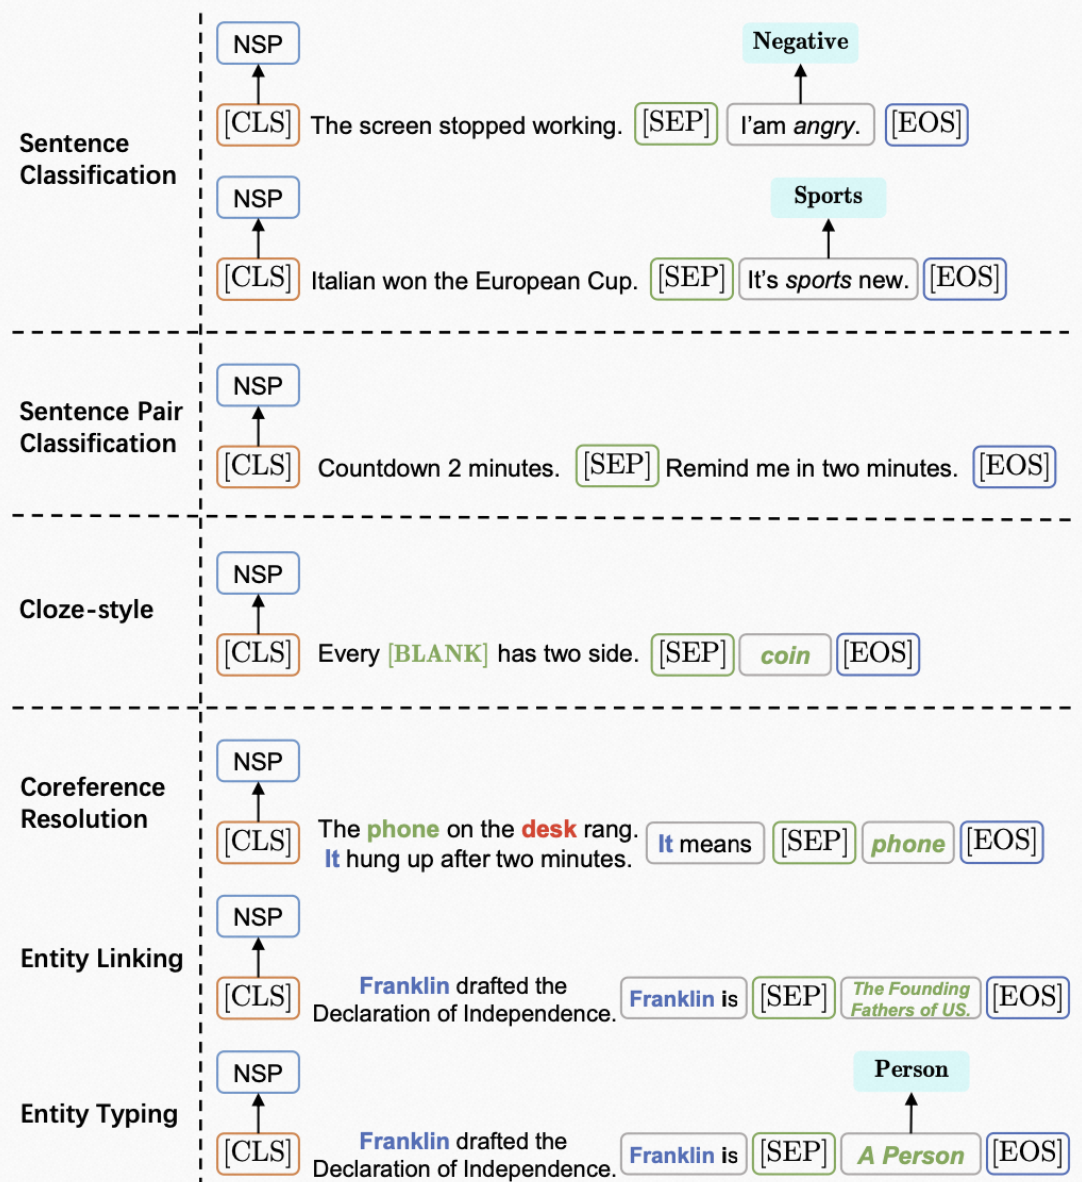 Sentence
Classification
NSP
Negative
[CLS] The screen stopped working. [SEP] I'am angry. [EOS]
NSP
Sports
[CLS] Italian won the European Cup. [SEP] It's sports new. [EOS]
Sentence Pair
Classification
NSP
[CLS] Countdown 2 minutes. [SEP] Remind me in two minutes. [EOS]
Cloze-style
NSP
[CLS] Every [BLANK] has two side. [SEP] coin [EOS]
Coreference
Resolution
NSP
[CLS] The phone on the desk rang.
It hung up after two minutes. It means [SEP] phone [EOS]
Entity Linking
NSP
[CLS] Franklin drafted the
Declaration of Independence. Franklin is [SEP] The Founding
Fathers of US. [EOS]
Entity Typing
NSP
Person
[CLS] Franklin drafted the
Declaration of Independence. Franklin is [SEP] A Person [EOS]